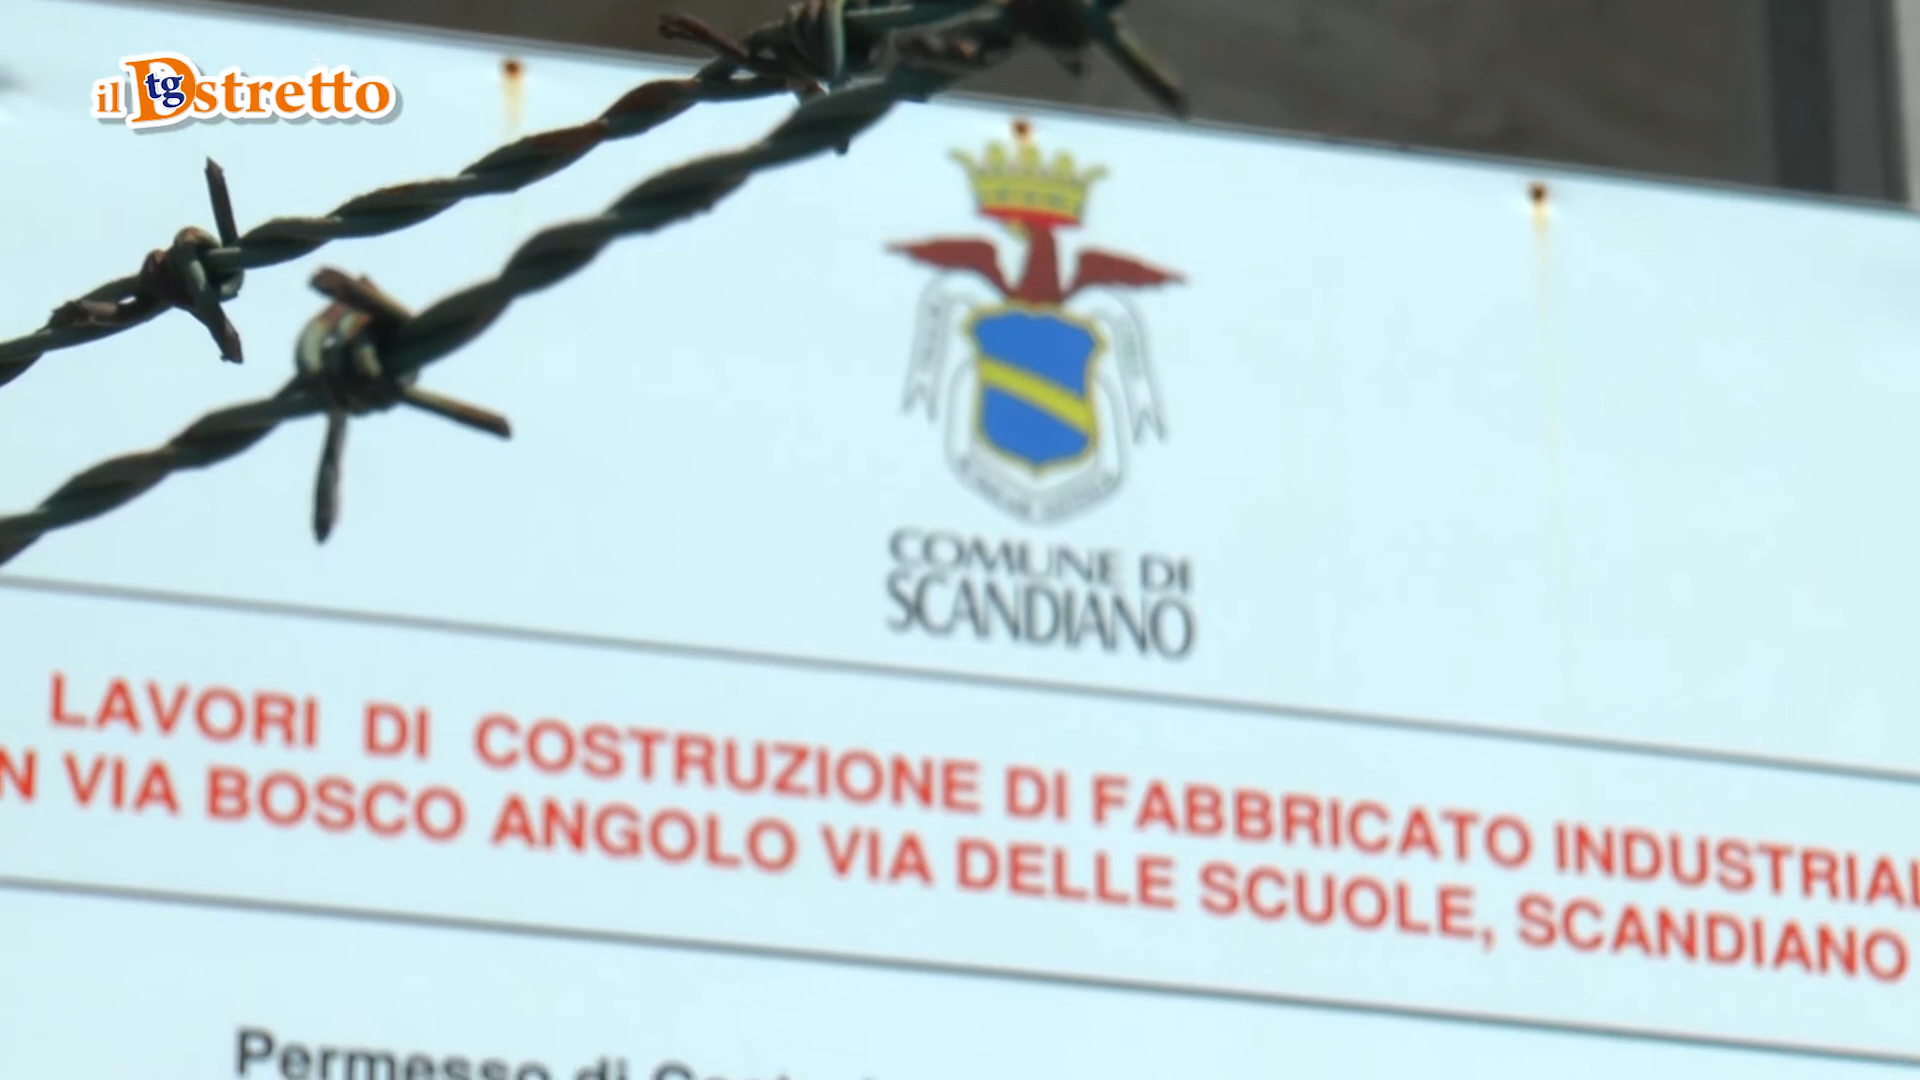 il Distretto
tg
COMUNE DI
SCANDIANO
LAVORI DI COSTRUZIONE DI FABBRICATO INDUSTRIAL
N VIA BOSCO ANGOLO VIA DELLE SCUOLE, SCANDIANO
Permesso di